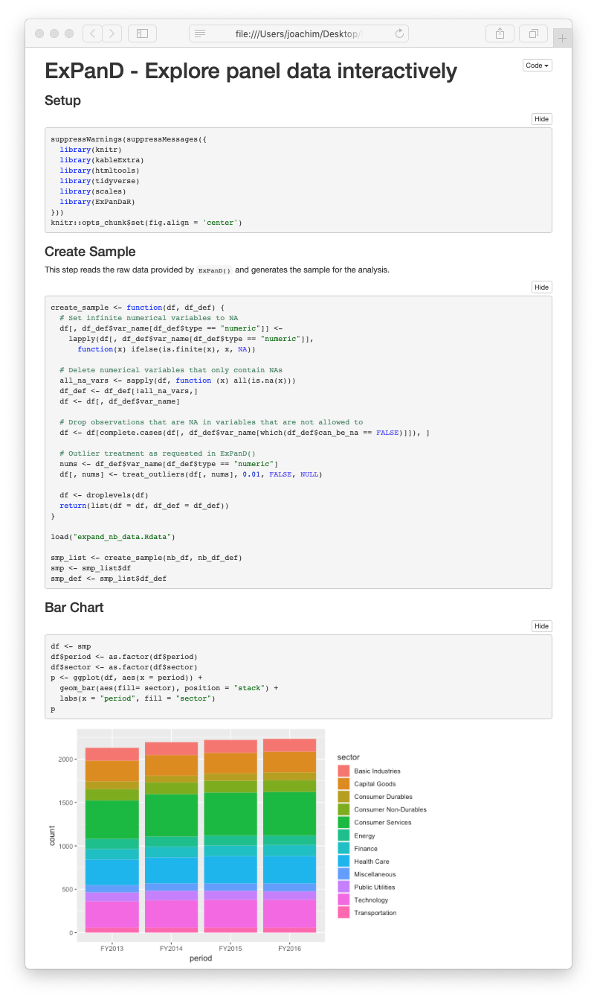 file:///Users/joachim/Desktop/
ExPanD - Explore panel data interactively
Code
Setup
Hide
suppressWarnings(suppressMessages({
  library(knitr)
  library(kableExtra)
  library(htmltools)
  library(tidyverse)
  library(scales)
  library(ExPanDaR)
}))
knitr::opts_chunk$set(fig.align = 'center')
Create Sample
This step reads the raw data provided by ExPanD() and generates the sample for the analysis.
Hide
create_sample <- function(df, df_def) {
  # Set infinite numerical variables to NA
  df[, df_def$var_name[df_def$type == "numeric"]] <-
    lapply(df[, df_def$var_name[df_def$type == "numeric"]],
      function(x) ifelse(is.finite(x), x, NA))
  # Delete numerical variables that only contain NAs
  all_na_vars <- sapply(df, function (x) all(is.na(x)))
  df_def <- df_def[!all_na_vars,]
  df <- df[, df_def$var_name]
  # Drop observations that are NA in variables that are not allowed to
  df <- df[complete.cases(df[, df_def$var_name[which(df_def$can_be_na == FALSE)]]), ]
  # Outlier treatment as requested in ExPanD()
  nums <- df_def$var_name[df_def$type == "numeric"]
  df[, nums] <- treat_outliers(df[, nums], 0.01, FALSE, NULL)
  df <- droplevels(df)
  return(list(df = df, df_def = df_def))
}
load("expand_nb_data.Rdata")
smp_list <- create_sample(nb_df, nb_df_def)
smp <- smp_list$df
smp_def <- smp_list$df_def
Bar Chart
Hide
df <- smp
df$period <- as.factor(df$period)
df$sector <- as.factor(df$sector)
p <- ggplot(df, aes(x = period)) +
  geom_bar(aes(fill= sector), position = "stack") +
  labs(x = "period", fill = "sector")
p
2000
1500
1000
500
0
count
FY2013
FY2014
FY2015
FY2016
period
sector
Basic Industries
Capital Goods
Consumer Durables
Consumer Non-Durables
Consumer Services
Energy
Finance
Health Care
Miscellaneous
Public Utilities
Technology
Transportation